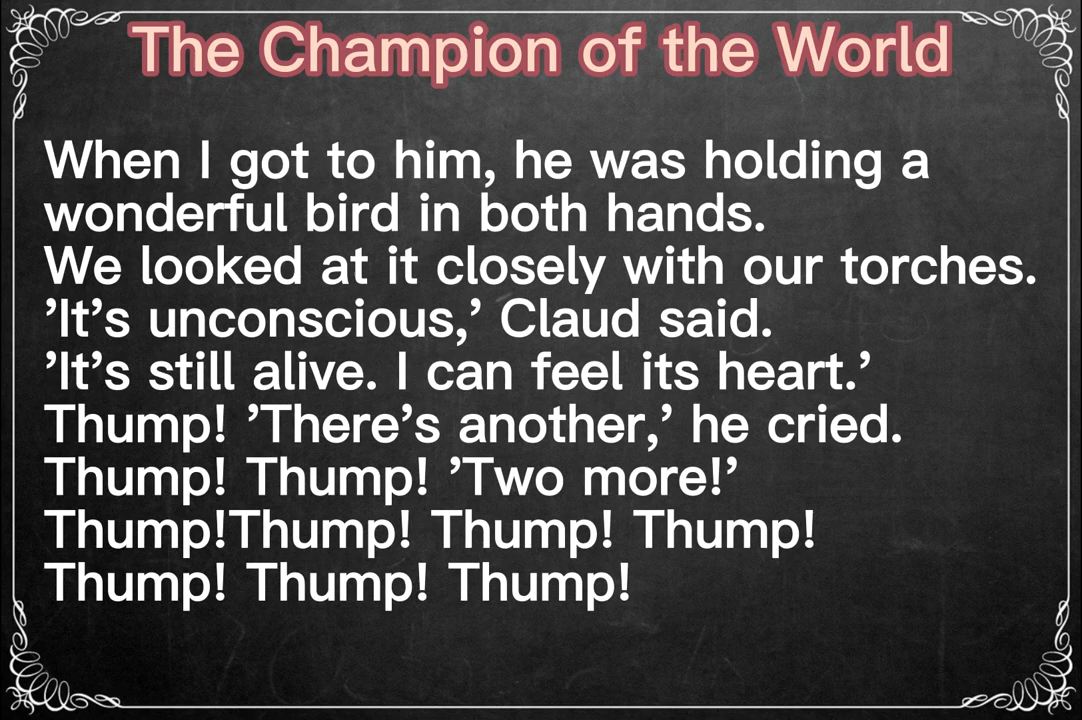 The Champion of the World
When I got to him, he was holding a
wonderful bird in both hands.
We looked at it closely with our torches.
’It’s unconscious,’ Claud said.
’It’s still alive. I can feel its heart.’
Thump! ’There’s another,’ he cried.
Thump! Thump! ’Two more!’
Thump!Thump! Thump! Thump!
Thump! Thump! Thump!